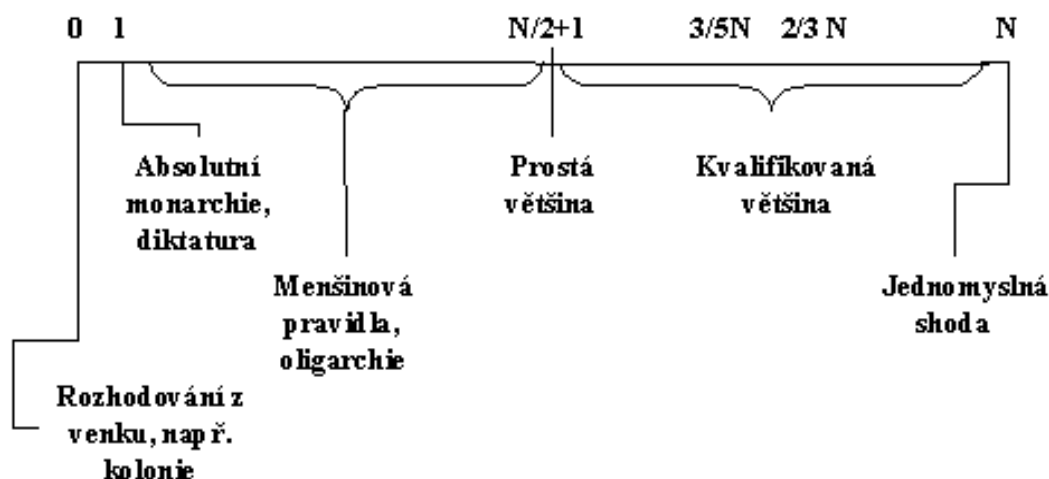 0 1 N/2+1 3/5N 2/3 N N
Absolutní
monarchie,
diktatura
Prostá
většina
Kvalifikovaná
většina
Menšinová
pravidla,
oligarchie
Jednomyslná
shoda
Rozhodování z
venku, např.
kolonie